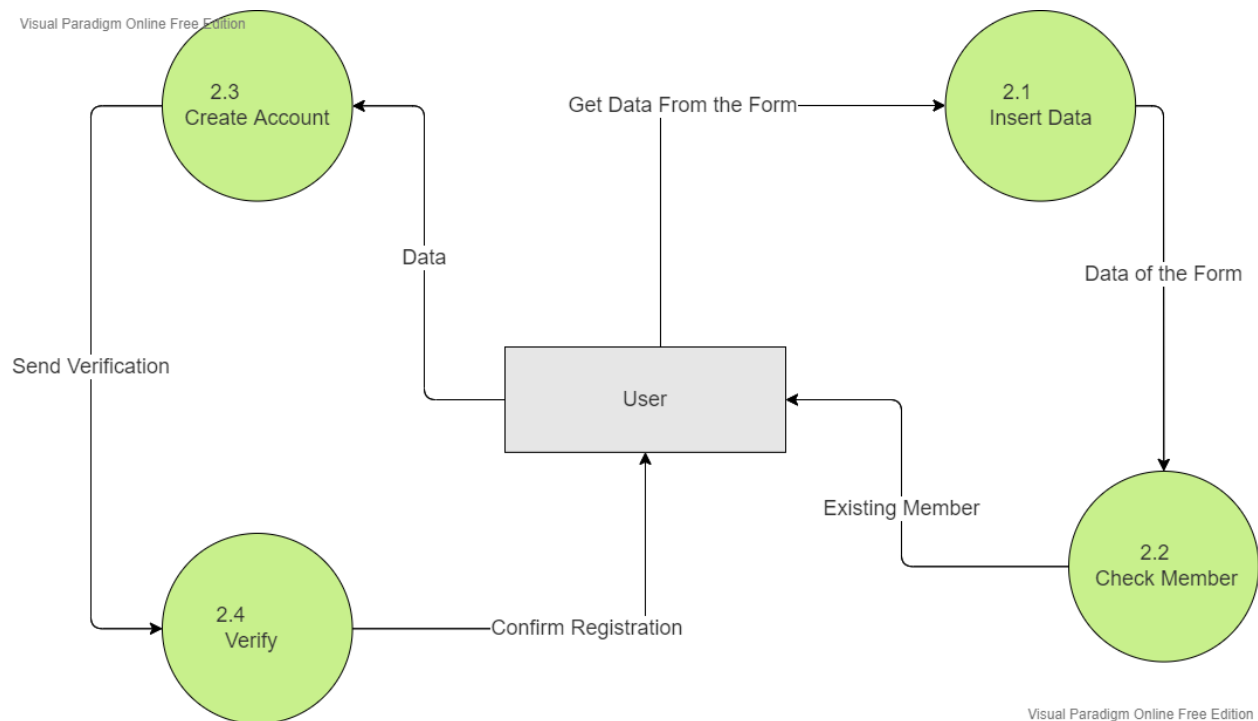 Visual Paradigm Online Free Edition
2.3
Create Account
Get Data From the Form
2.1
Insert Data
Data
Data of the Form
Send Verification
User
Existing Member
2.2
Check Member
2.4
Verify
Confirm Registration
Visual Paradigm Online Free Edition